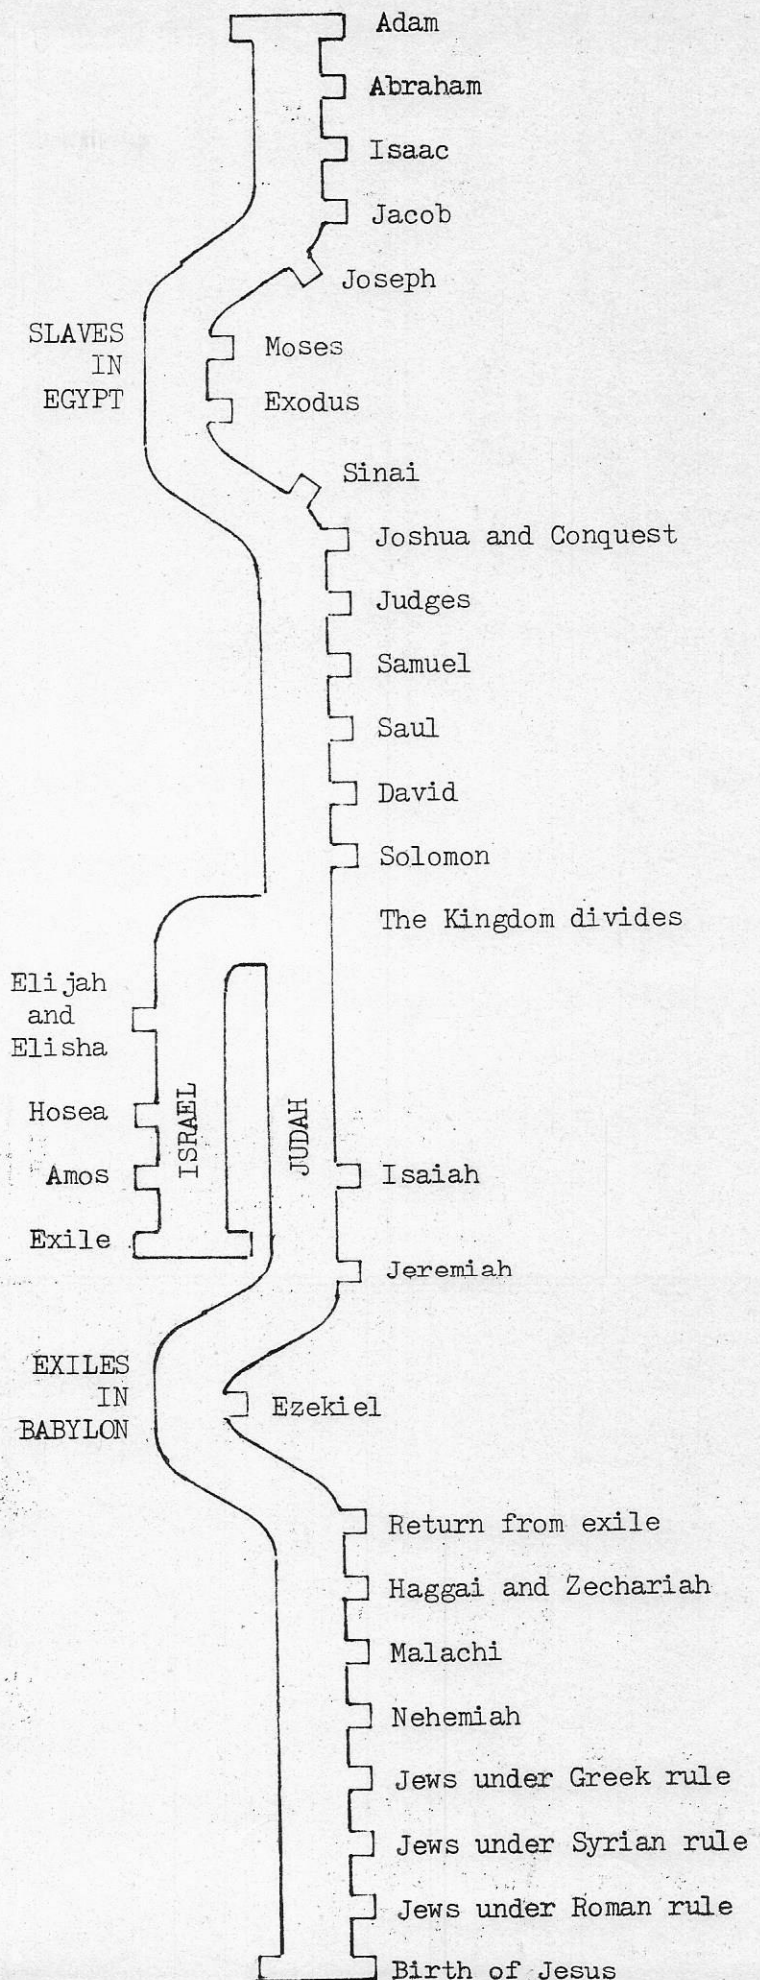 Adam
Abraham
Isaac
Jacob
Joseph
SLAVES
IN
EGYPT
Moses
Exodus
Sinai
Joshua and Conquest
Judges
Samuel
Saul
David
Solomon
The Kingdom divides
Elijah
and
Elisha
Hosea
Amos
Exile
ISRAEL
JUDAH
Isaiah
Jeremiah
EXILES
IN
BABYLON
Ezekiel
Return from exile
Haggai and Zechariah
Malachi
Nehemiah
Jews under Greek rule
Jews under Syrian rule
Jews under Roman rule
Birth of Jesus